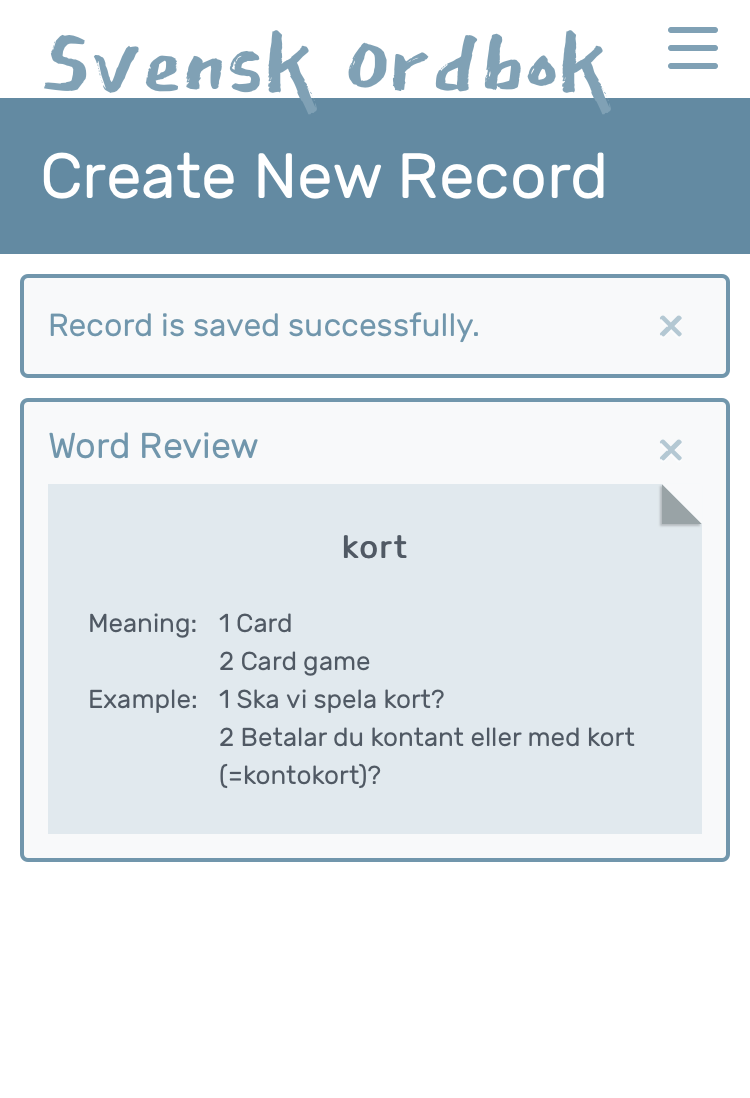 Svensk Ordbok
Create New Record
Record is saved successfully.
Word Review
kort
Meaning: 1 Card
2 Card game
Example: 1 Ska vi spela kort?
2 Betalar du kontant eller med kort
(=kontokort)?